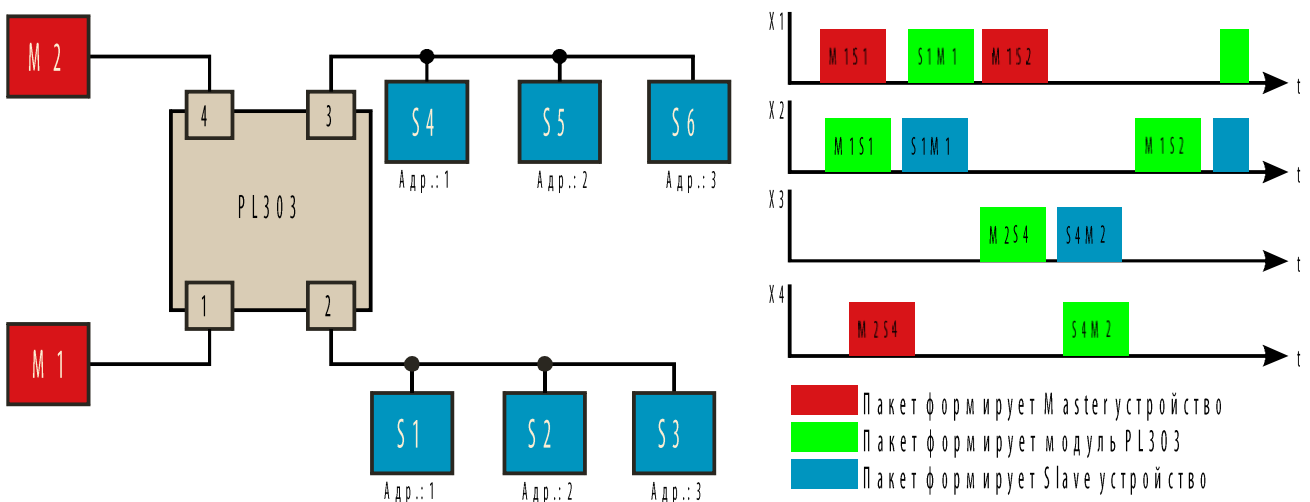 M2
4
3
S4
S5
S6
Адр.: 1
Адр.: 2
Адр.: 3
PL303
1
2
M1
S1
S2
S3
Адр.: 1
Адр.: 2
Адр.: 3
X1
M1S1
S1M1
M1S2
t
X2
M1S1
S1M1
M1S2
t
X3
M2S4
S4M2
t
X4
M2S4
S4M2
t
Пакет формирует Master устройство
Пакет формирует модуль PL303
Пакет формирует Slave устройство